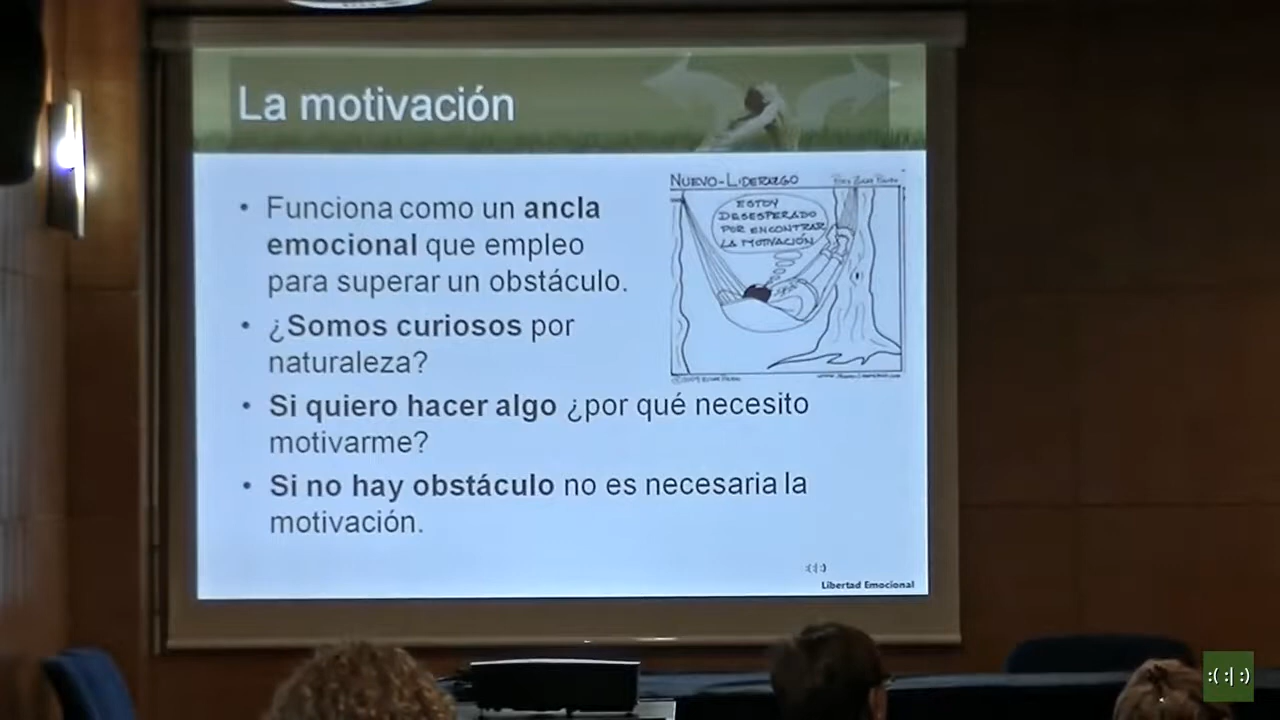 La motivación
• Funciona como un ancla
emocional que empleo
para superar un obstáculo.
• ¿Somos curiosos por
naturaleza?
• Si quiero hacer algo ¿por qué necesito
motivarme?
• Si no hay obstáculo no es necesaria la
motivación.
NUEVO-LIDERAZGO
ESTOY
DESESPERADO
POR ENCONTRAR
LA MOTIVACIÓN
:(:|:)
Libertad Emocional
:( :| :)